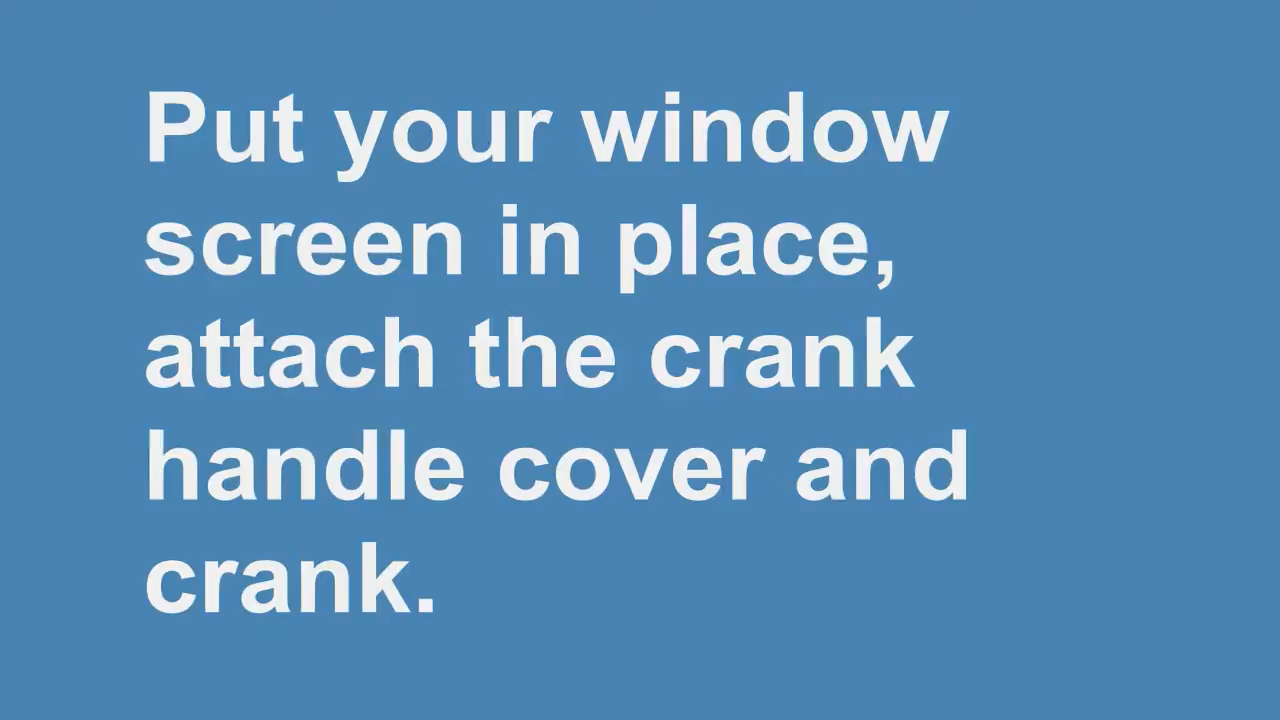 Put your window
screen in place,
attach the crank
handle cover and
crank.